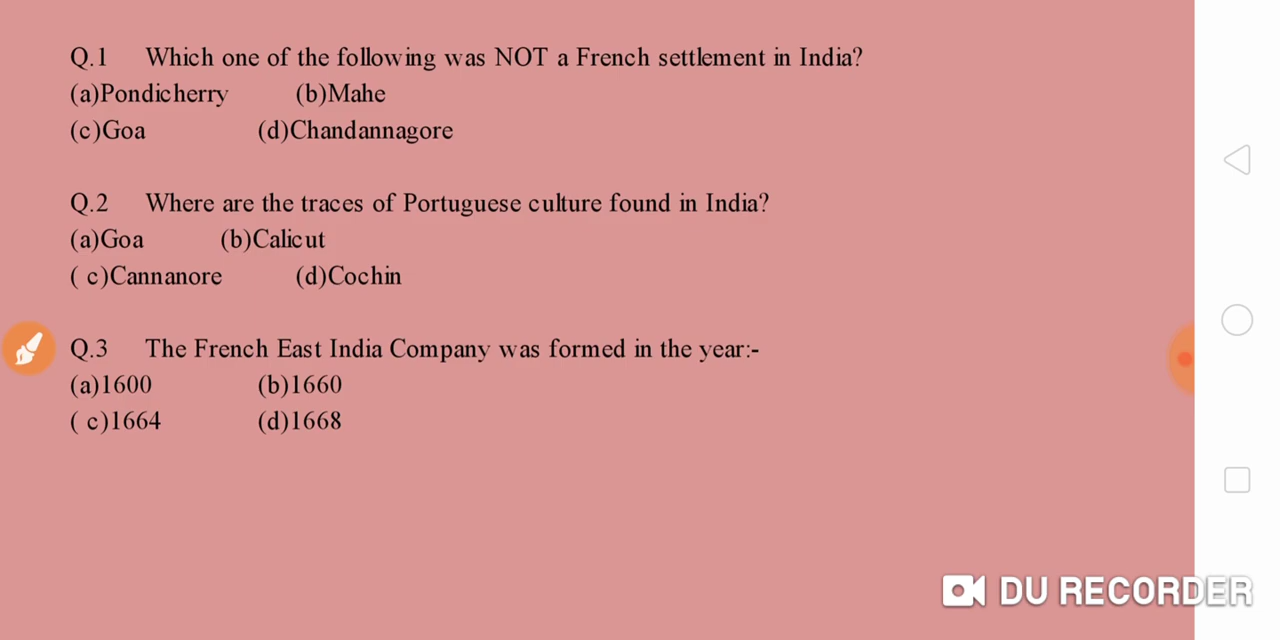 Q.1 Which one of the following was NOT a French settlement in India?
(a)Pondicherry (b)Mahe
(c)Goa (d)Chandannagore
Q.2 Where are the traces of Portuguese culture found in India?
(a)Goa (b)Calicut
( c)Cannanore (d)Cochin
Q.3 The French East India Company was formed in the year:-
(a)1600 (b)1660
( c)1664 (d)1668
DU RECORDER